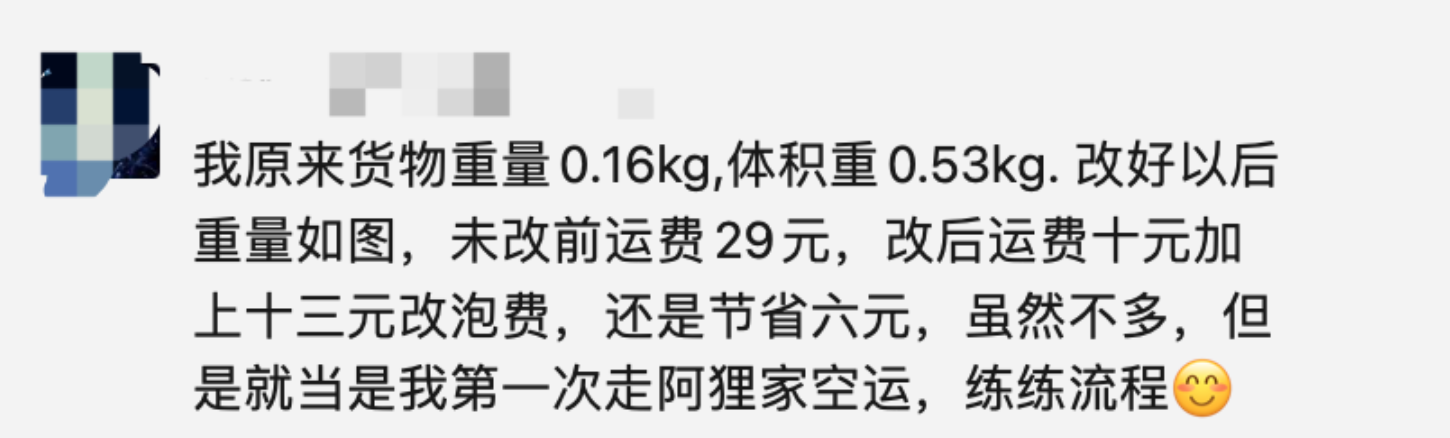 我原来货物重量0.16kg,体积重0.53kg. 改好以后
重量如图，未改前运费29元，改后运费十元加
上十三元改泡费，还是节省六元，虽然不多，但
是就当是我第一次走阿狸家空运，练练流程😊